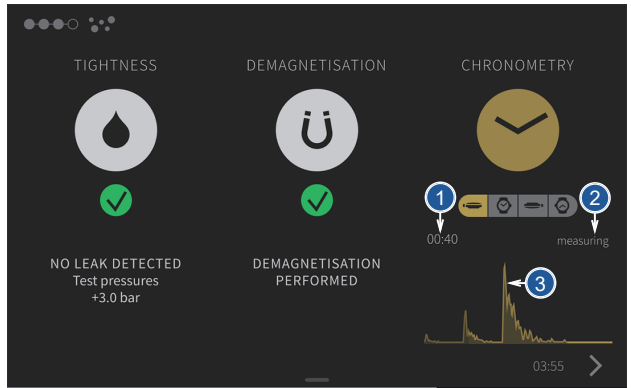 TIGHTNESS
DEMAGNETISATION
CHRONOMETRY
1
2
00:40
measuring
NO LEAK DETECTED
Test pressures
+3.0 bar
DEMAGNETISATION
PERFORMED
3
03:55